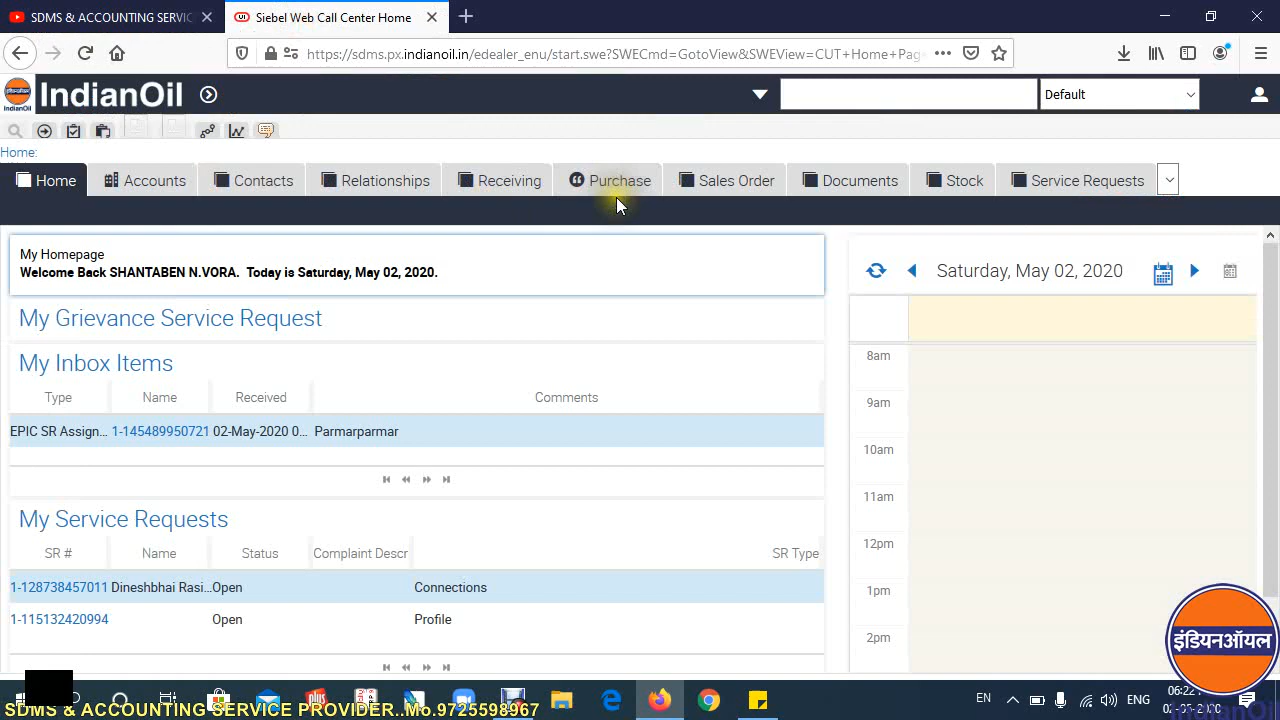 SDMS & ACCOUNTING SERVIC
Siebel Web Call Center Home
https://sdms.px.indianoil.in/edealer_enu/start.swe?SWECmd=GotoView&SWEView=CUT+Home+Pag
IndianOil
IndianOil
Default
Home:
Home
Accounts
Contacts
Relationships
Receiving
Purchase
Sales Order
Documents
Stock
Service Requests
My Homepage
Welcome Back SHANTABEN N.VORA. Today is Saturday, May 02, 2020.
Saturday, May 02, 2020
My Grievance Service Request
My Inbox Items
Type Name Received Comments
EPIC SR Assign... 1-145489950721 02-May-2020 0... Parmarparmar
My Service Requests
SR # Name Status Complaint Descr SR Type
1-128738457011 Dineshbhai Rasi... Open Connections
1-115132420994 Open Profile
8am
9am
10am
11am
12pm
1pm
2pm
इंडियनऑयल
IndianOil
EN
ENG
06:22
SDMS & ACCOUNTING SERVICE PROVIDER..Mo.9725598967